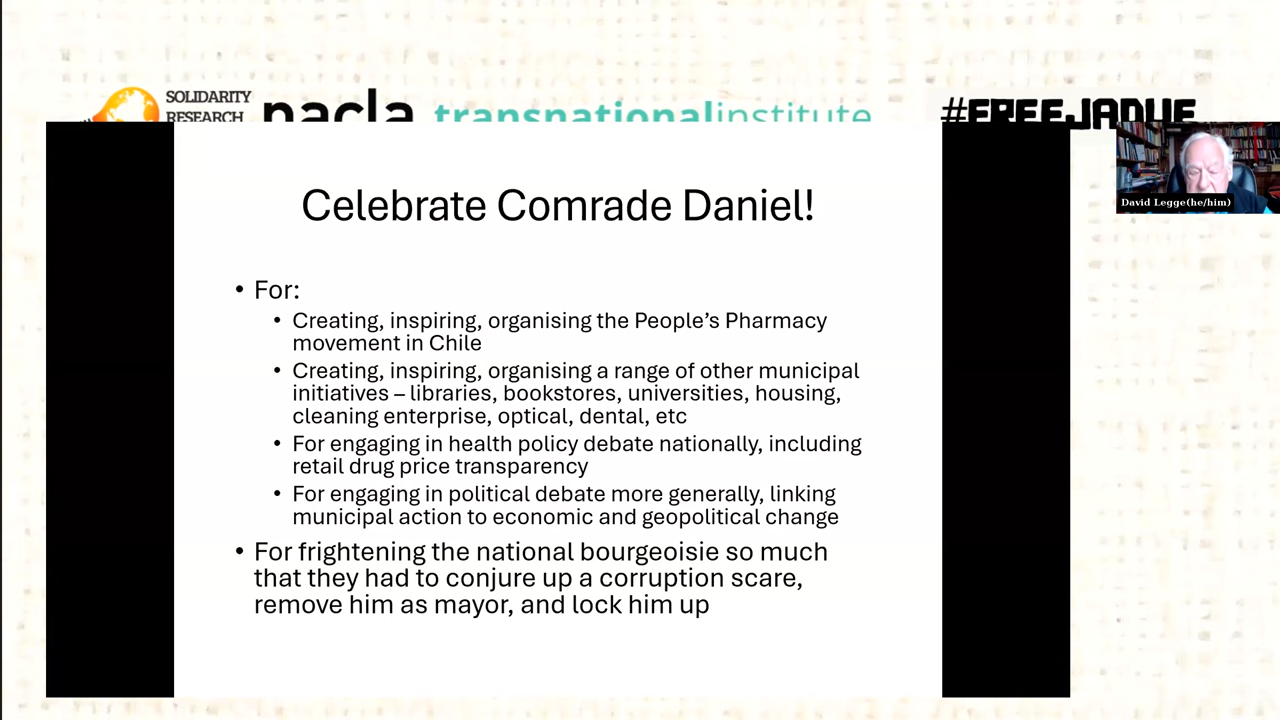 SOLIDARITY
RESEARCH
nacla
transnationalinstitute
#FREEJADUE
David Legge(he/him)
Celebrate Comrade Daniel!
• For:
• Creating, inspiring, organising the People’s Pharmacy
movement in Chile
• Creating, inspiring, organising a range of other municipal
initiatives – libraries, bookstores, universities, housing,
cleaning enterprise, optical, dental, etc
• For engaging in health policy debate nationally, including
retail drug price transparency
• For engaging in political debate more generally, linking
municipal action to economic and geopolitical change
• For frightening the national bourgeoisie so much
that they had to conjure up a corruption scare,
remove him as mayor, and lock him up